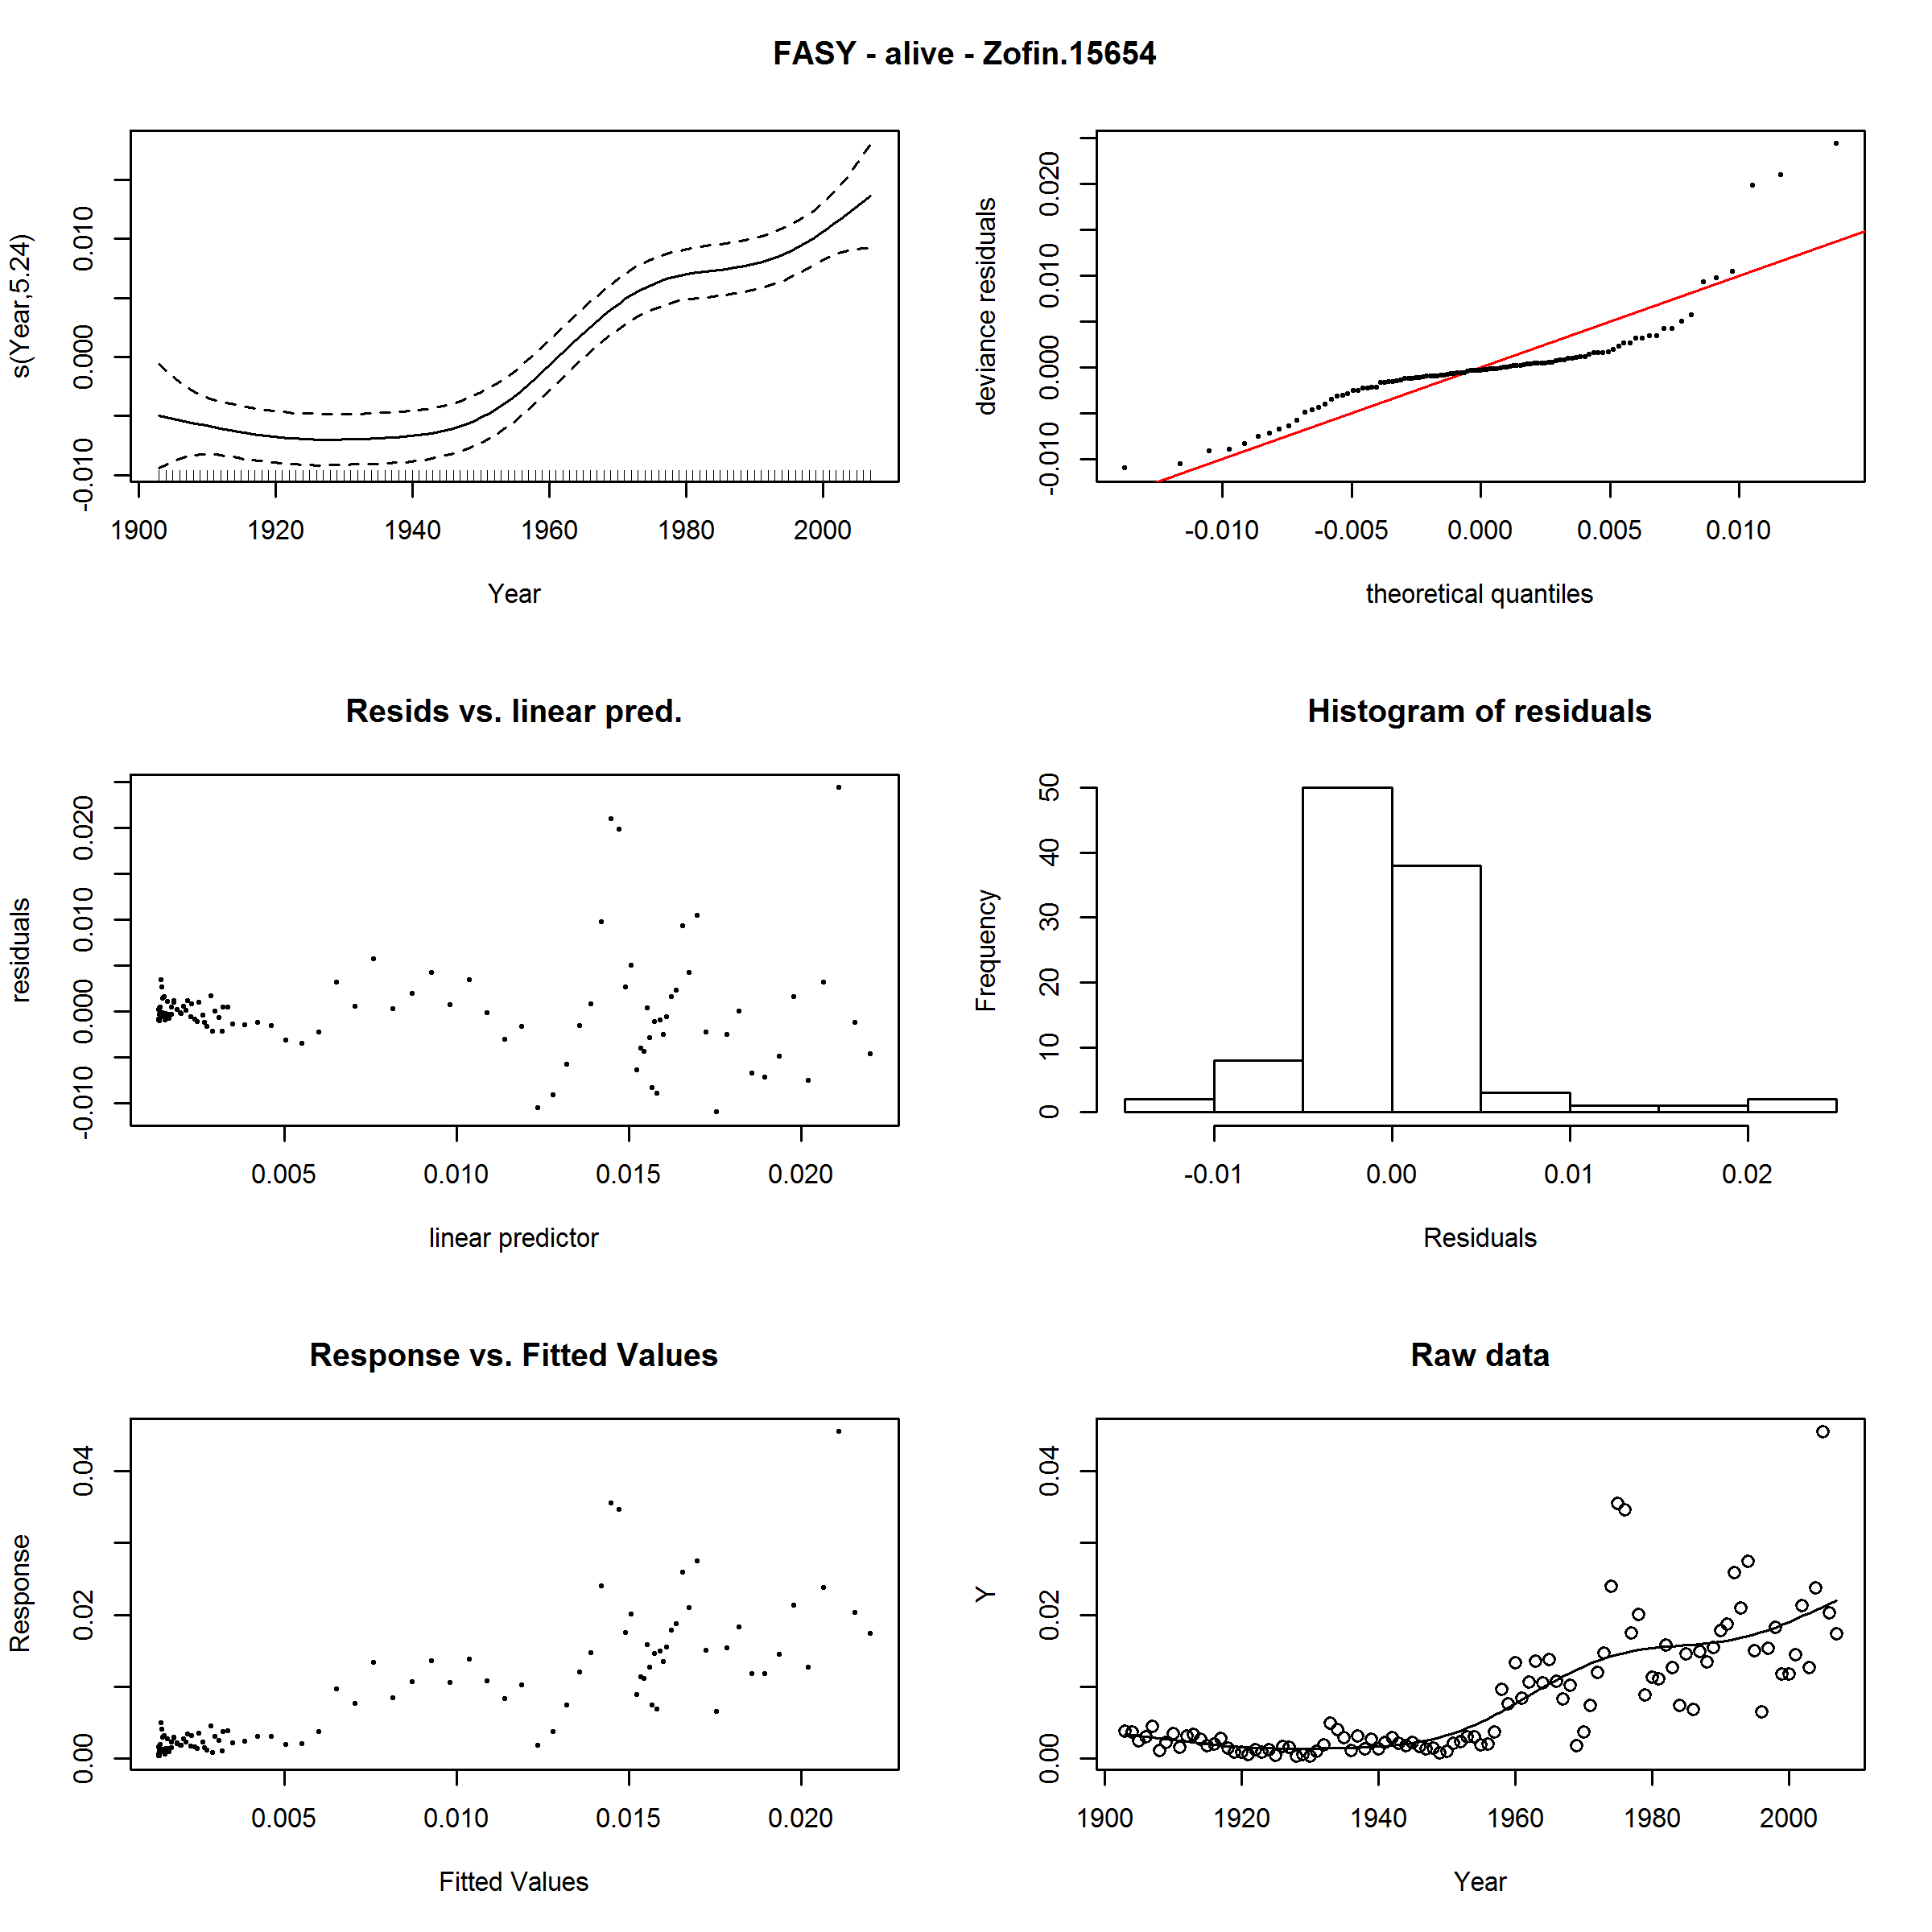 FASY - alive - Zofin.15654
s(Year,5.24)
-0.010 0.000 0.010
1900 1920 1940 1960 1980 2000
Year
deviance residuals
-0.010 0.000 0.010 0.020
-0.010 -0.005 0.000 0.005 0.010
theoretical quantiles
Resids vs. linear pred.
residuals
-0.010 0.000 0.010 0.020
0.005 0.010 0.015 0.020
linear predictor
Histogram of residuals
Frequency
0 10 20 30 40 50
-0.01 0.00 0.01 0.02
Residuals
Response vs. Fitted Values
Response
0.00 0.02 0.04
0.005 0.010 0.015 0.020
Fitted Values
Raw data
Y
0.00 0.02 0.04
1900 1920 1940 1960 1980 2000
Year